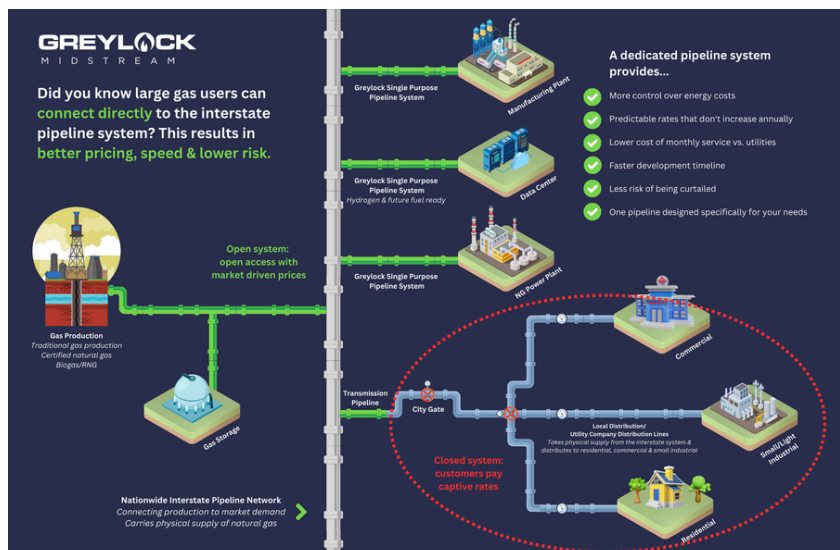 GREYLOCK
MIDSTREAM
Did you know large gas users can
connect directly to the interstate
pipeline system? This results in
better pricing, speed & lower risk.
Greylock Single Purpose
Pipeline System
Manufacturing Plant
Greylock Single Purpose
Pipeline System
Hydrogen & future fuel ready
Data Center
Greylock Single Purpose
Pipeline System
NG Power Plant
A dedicated pipeline system
provides...
More control over energy costs
Predictable rates that don't increase annually
Lower cost of monthly service vs. utilities
Faster development timeline
Less risk of being curtailed
One pipeline designed specifically for your needs
Open system:
open access with
market driven prices
Gas Production
Traditional gas production
Certified natural gas
Biogas/RNG
Gas Storage
Transmission
Pipeline
City Gate
Commercial
Local Distribution/
Utility Company Distribution Lines
Takes physical supply from the interstate system &
distributes to residential, commercial & small industrial
Small/Light
Industrial
Closed system:
customers pay
captive rates
Residential
Nationwide Interstate Pipeline Network
Connecting production to market demand
Carries physical supply of natural gas